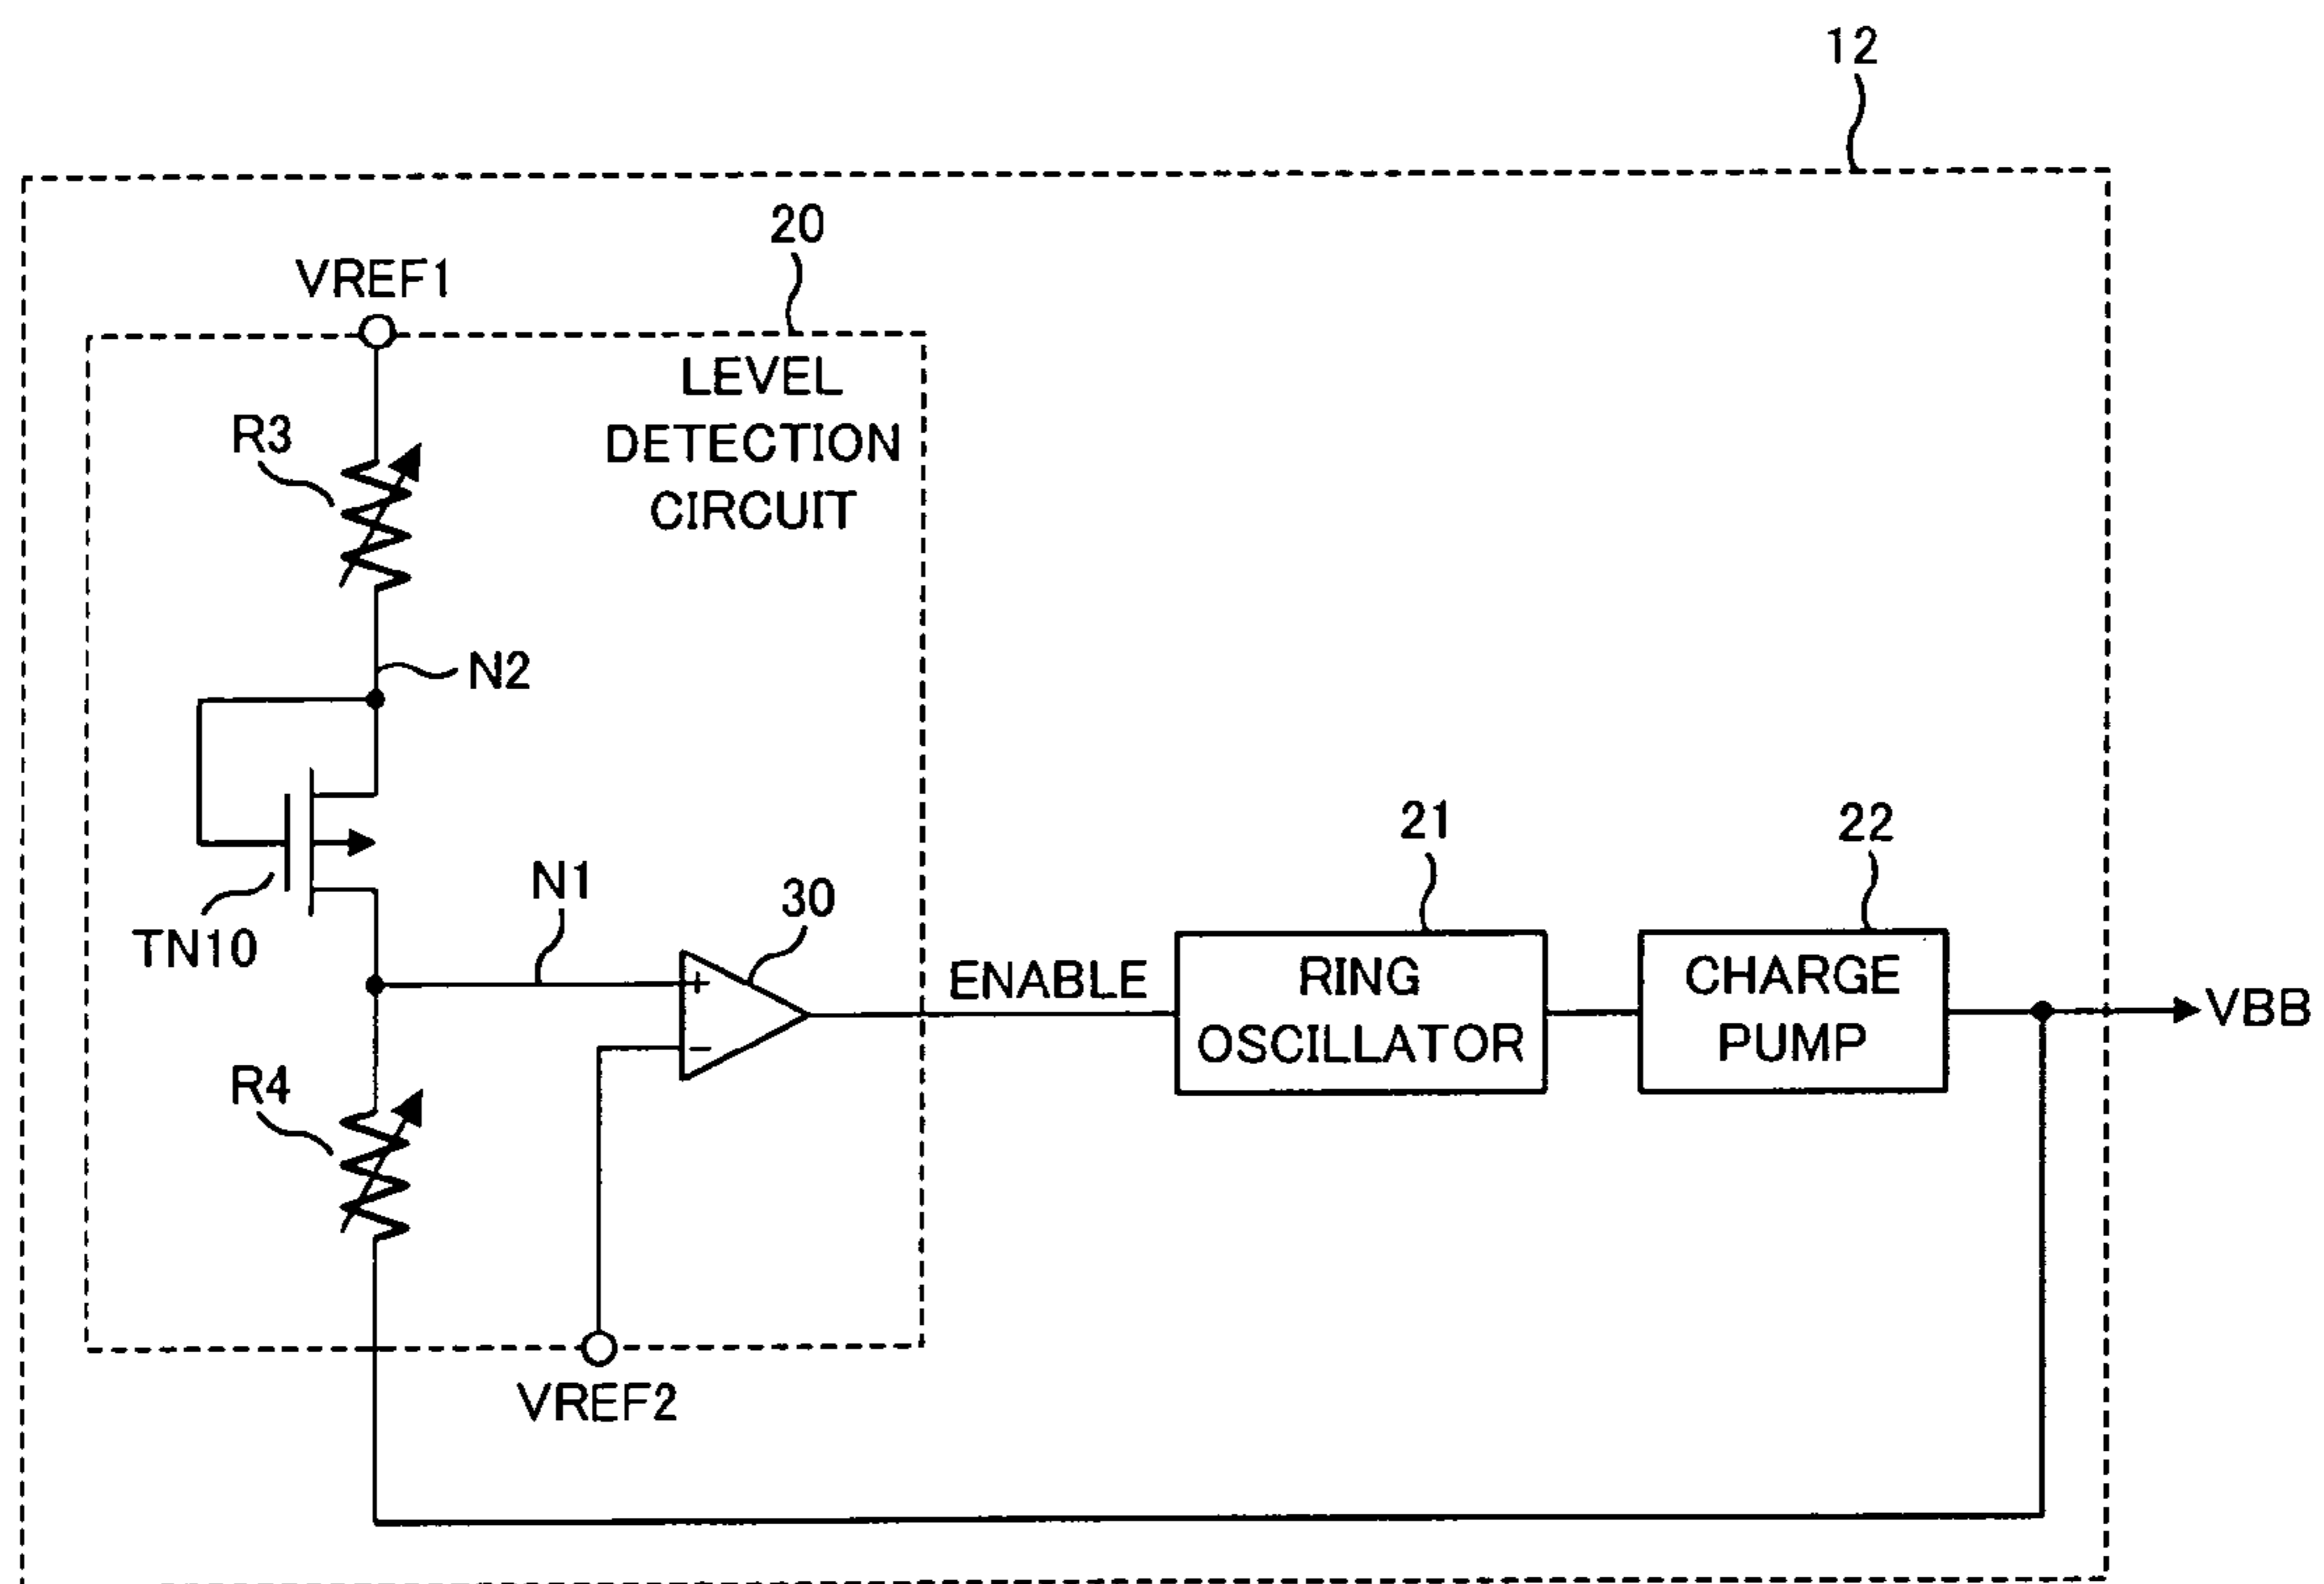 12
20
VREF1
LEVEL
DETECTION
CIRCUIT
R3
N2
TN10
N1
30
+
−
ENABLE
21
RING
OSCILLATOR
22
CHARGE
PUMP
VBB
R4
VREF2